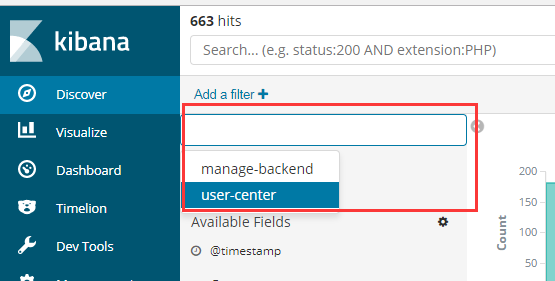 663 hits
kibana
Search... (e.g. status:200 AND extension:PHP)
Discover
Add a filter +
Visualize
manage-backend
Dashboard
user-center
Timelion
Available Fields
Dev Tools
@timestamp
200
150
100
50
Count